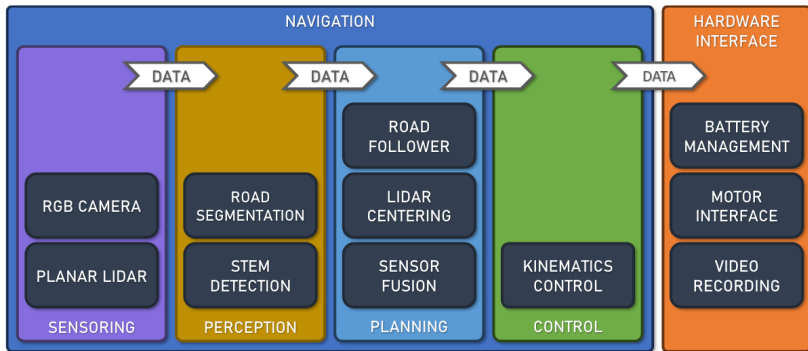 NAVIGATION
HARDWARE
INTERFACE
DATA
DATA
DATA
DATA
RGB CAMERA
PLANAR LIDAR
SENSORING
ROAD
SEGMENTATION
STEM
DETECTION
PERCEPTION
ROAD
FOLLOWER
LIDAR
CENTERING
SENSOR
FUSION
PLANNING
KINEMATICS
CONTROL
CONTROL
BATTERY
MANAGEMENT
MOTOR
INTERFACE
VIDEO
RECORDING